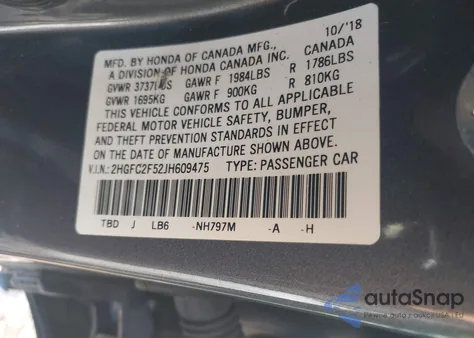 MFD. BY HONDA OF CANADA MFG., 10/'18
A DIVISION OF HONDA CANADA INC. CANADA
GVWR GAWR F 1984LBS R 1786LBS
GVWR 1695KG GAWR F 900KG R 810KG
THIS VEHICLE CONFORMS TO ALL APPLICABLE
FEDERAL MOTOR VEHICLE SAFETY, BUMPER,
AND THEFT PREVENTION STANDARDS IN EFFECT
ON THE DATE OF MANUFACTURE SHOWN ABOVE.
V.I.N.: 2HGFC2F52JH609475 TYPE: PASSENGER CAR
TBD J LB6 -NH797M -A -H
autoSnap